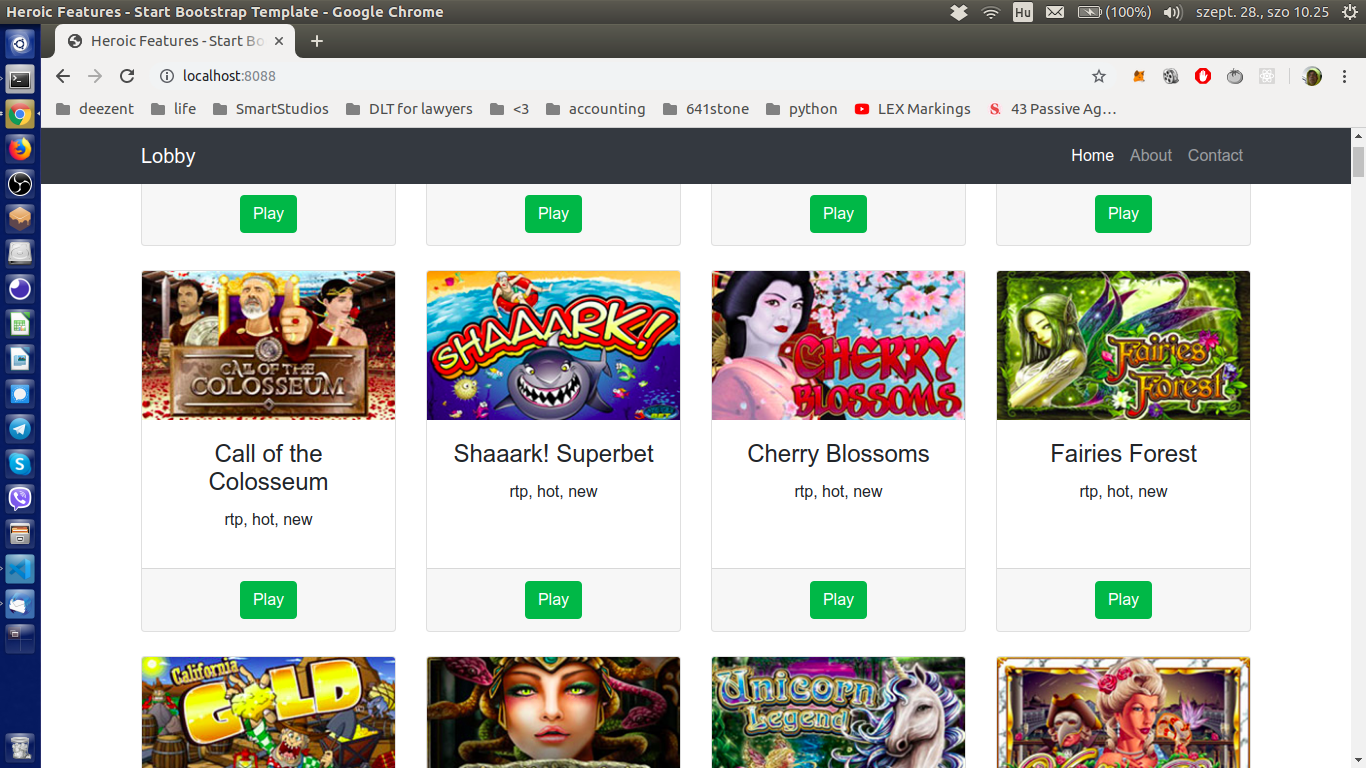 Heroic Features - Start Bootstrap Template - Google Chrome
Hu
(100%)
szept. 28., szo 10.25
Heroic Features - Start Bo
localhost:8088
deezent
life
SmartStudios
DLT for lawyers
<3
accounting
641stone
python
LEX Markings
43 Passive Ag…
Lobby
Home
About
Contact
Play
Play
Play
Play
CALL OF THE
COLOSSEUM
SHAAARK!
CHERRY
BLOSSOMS
Fairies
Forest
Call of the
Colosseum
rtp, hot, new
Shaaark! Superbet
rtp, hot, new
Cherry Blossoms
rtp, hot, new
Fairies Forest
rtp, hot, new
Play
Play
Play
Play
California
GOLD
Unicorn
Legend